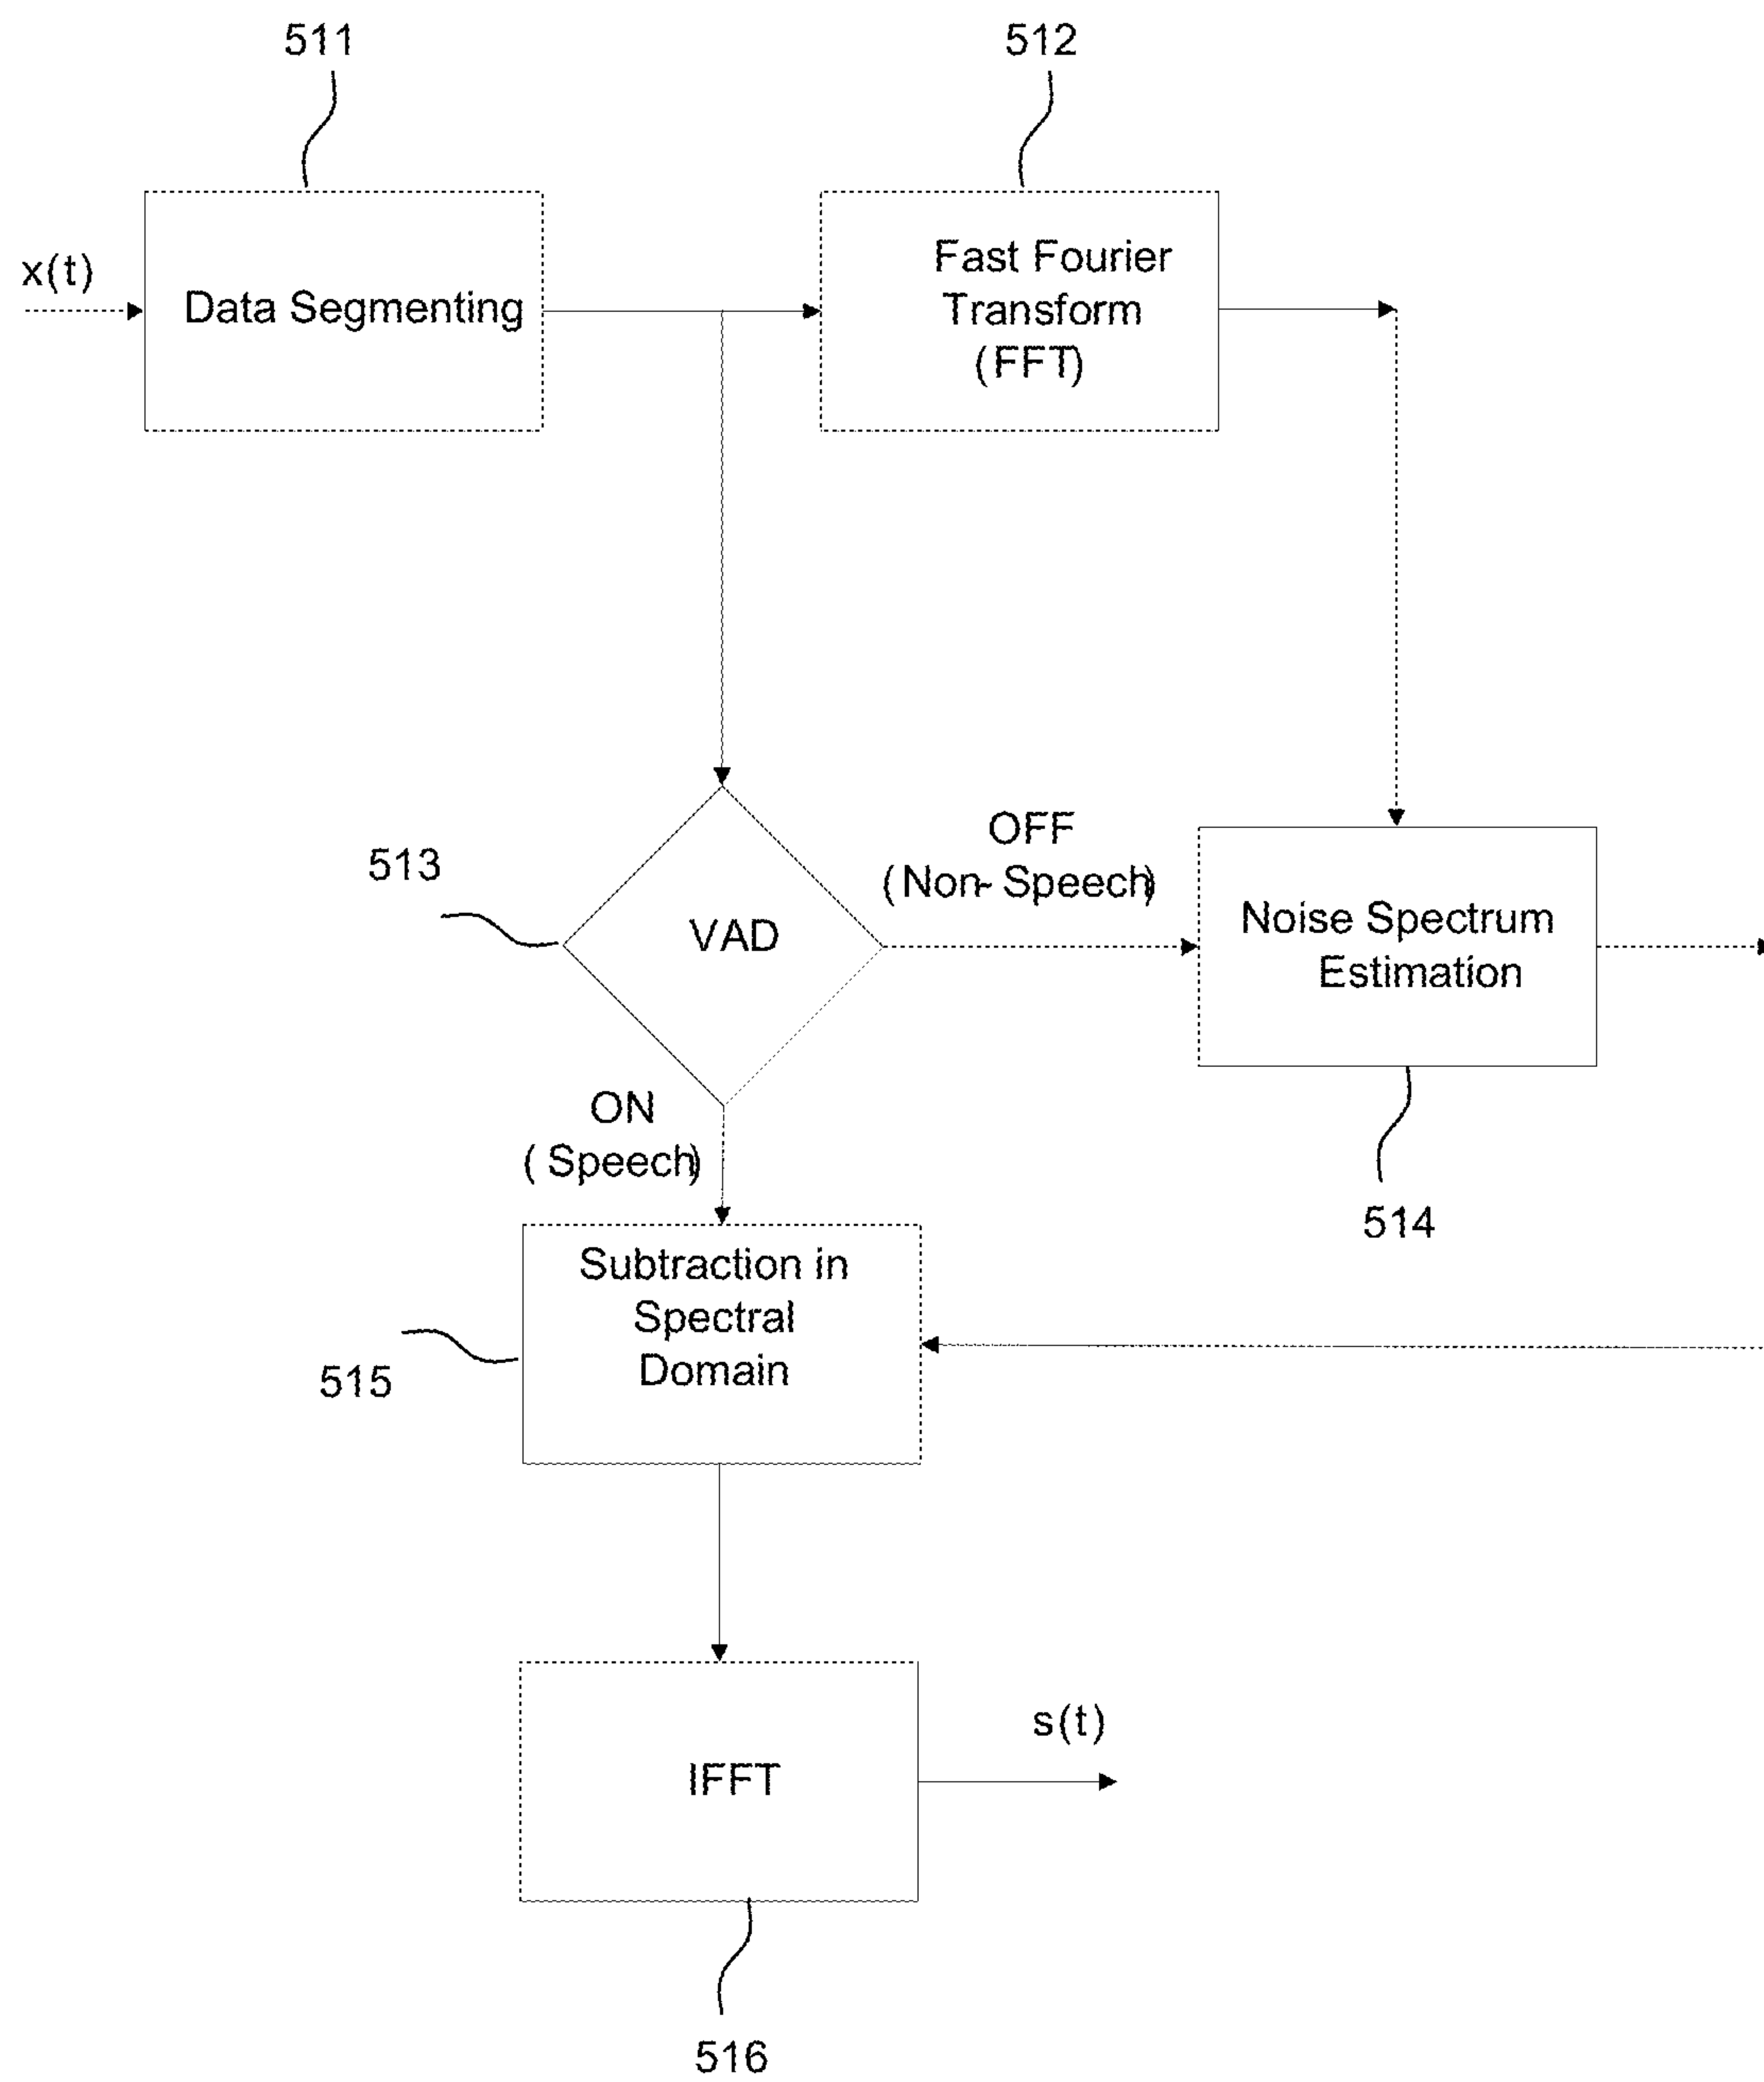 511
512
x(t)
Data Segmenting
Fast Fourier
Transform
(FFT)
513
VAD
OFF
(Non-Speech)
Noise Spectrum
Estimation
ON
(Speech)
514
Subtraction in
Spectral
Domain
515
IFFT
s(t)
516